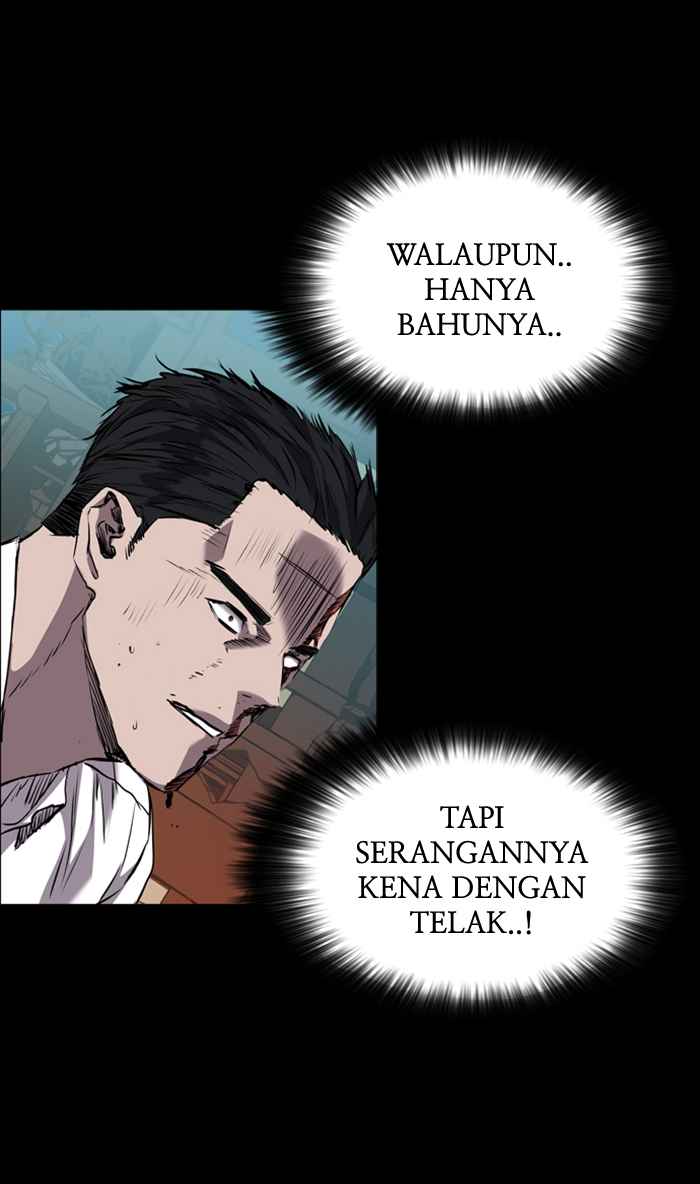 WALAUPUN..
HANYA
BAHUNYA..
TAPI
SERANGANNYA
KENA DENGAN
TELAK..!